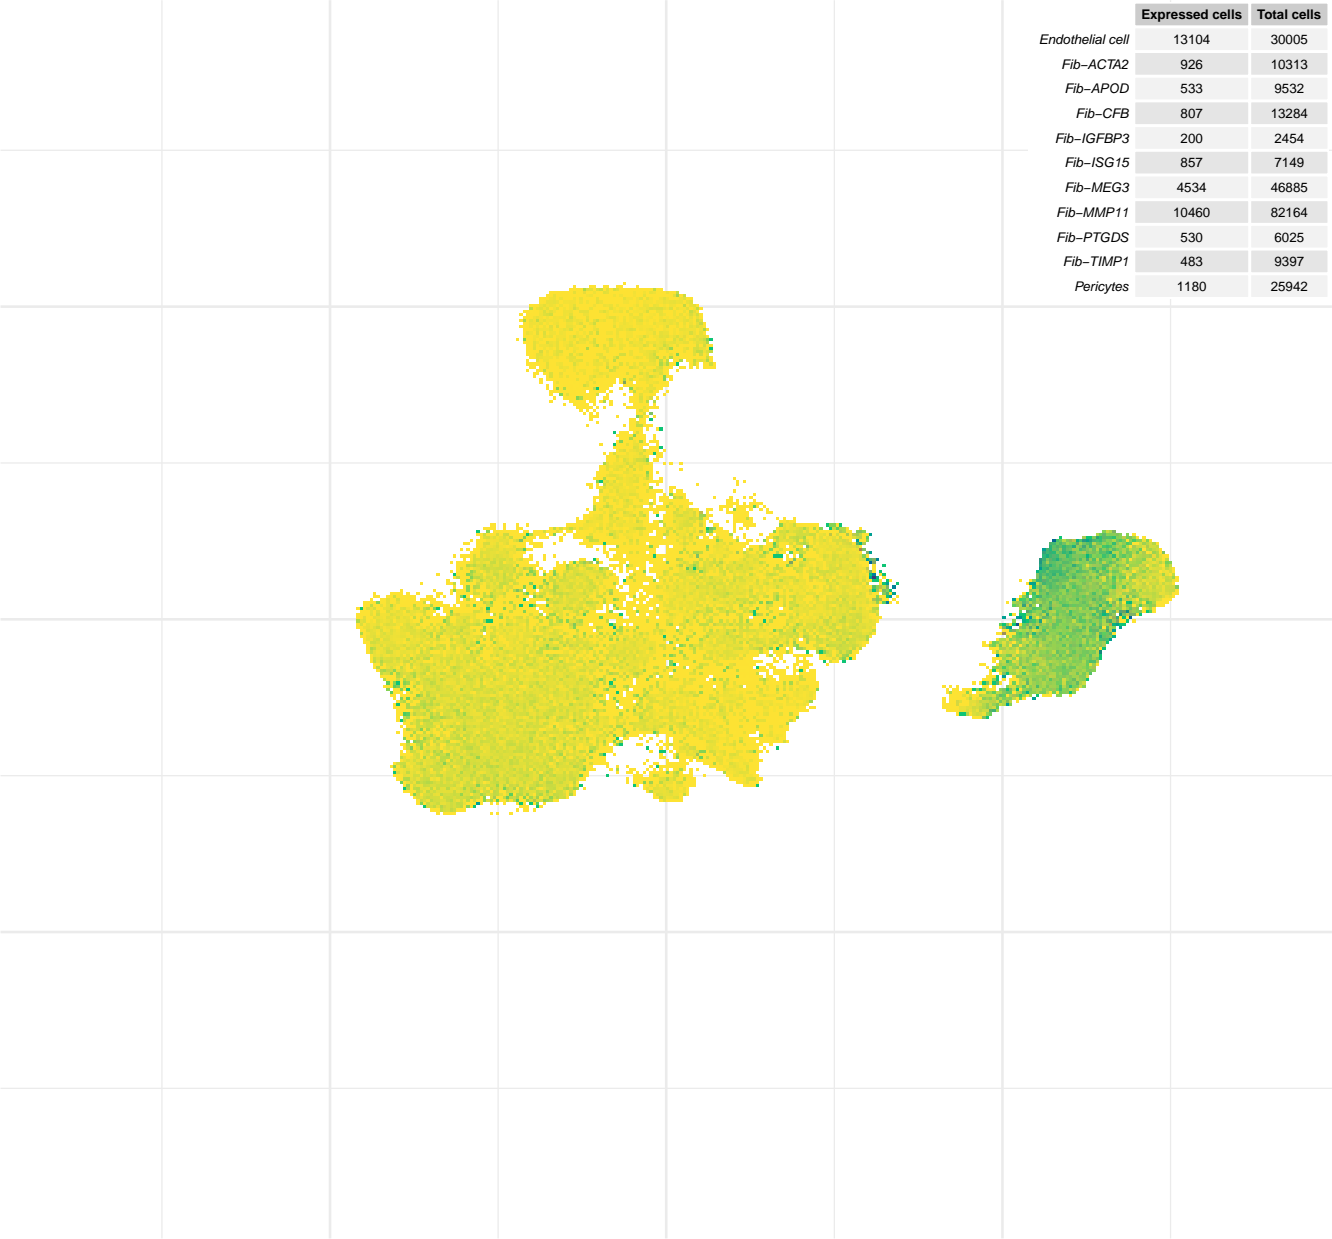 Expressed cells Total cells
Endothelial cell 13104 30005
Fib−ACTA2 926 10313
Fib−APOD 533 9532
Fib−CFB 807 13284
Fib−IGFBP3 200 2454
Fib−ISG15 857 7149
Fib−MEG3 4534 46885
Fib−MMP11 10460 82164
Fib−PTGDS 530 6025
Fib−TIMP1 483 9397
Pericytes 1180 25942